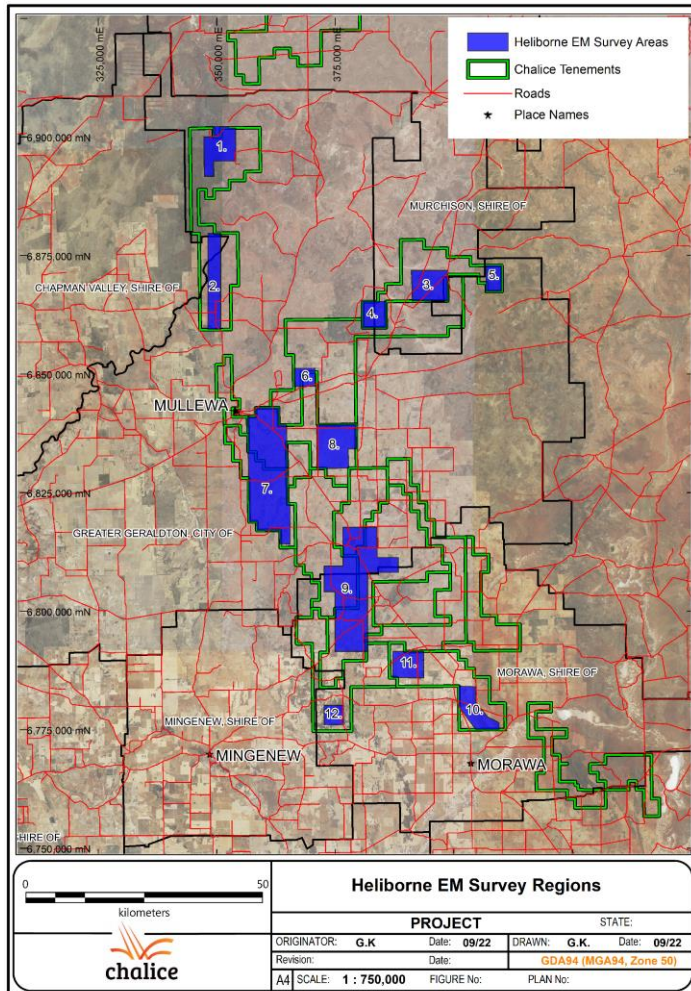 325,000 mE
350,000 mE
375,000 mE
Heliborne EM Survey Areas
Chalice Tenements
Roads
Place Names
6,900,000 mN
1.
MURCHISON, SHIRE OF
6,875,000 mN
CHAPMAN VALLEY, SHIRE OF
2.
3.
5.
4.
6,850,000 mN
6.
MULLEWA
8.
7.
6,825,000 mN
GREATER GERALDTON, CITY OF
9.
6,800,000 mN
11.
MORAWA, SHIRE OF
10.
12.
MINGENEW, SHIRE OF
6,775,000 mN
MINGENEW
MORAWA
SHIRE OF
6,750,000 mN
0 50
kilometers
chalice
Heliborne EM Survey Regions
PROJECT STATE:
ORIGINATOR: G.K Date: 09/22 DRAWN: G.K. Date: 09/22
Revision: Date: GDA94 (MGA94, Zone 50)
A4 SCALE: 1 : 750,000 FIGURE No: PLAN No: